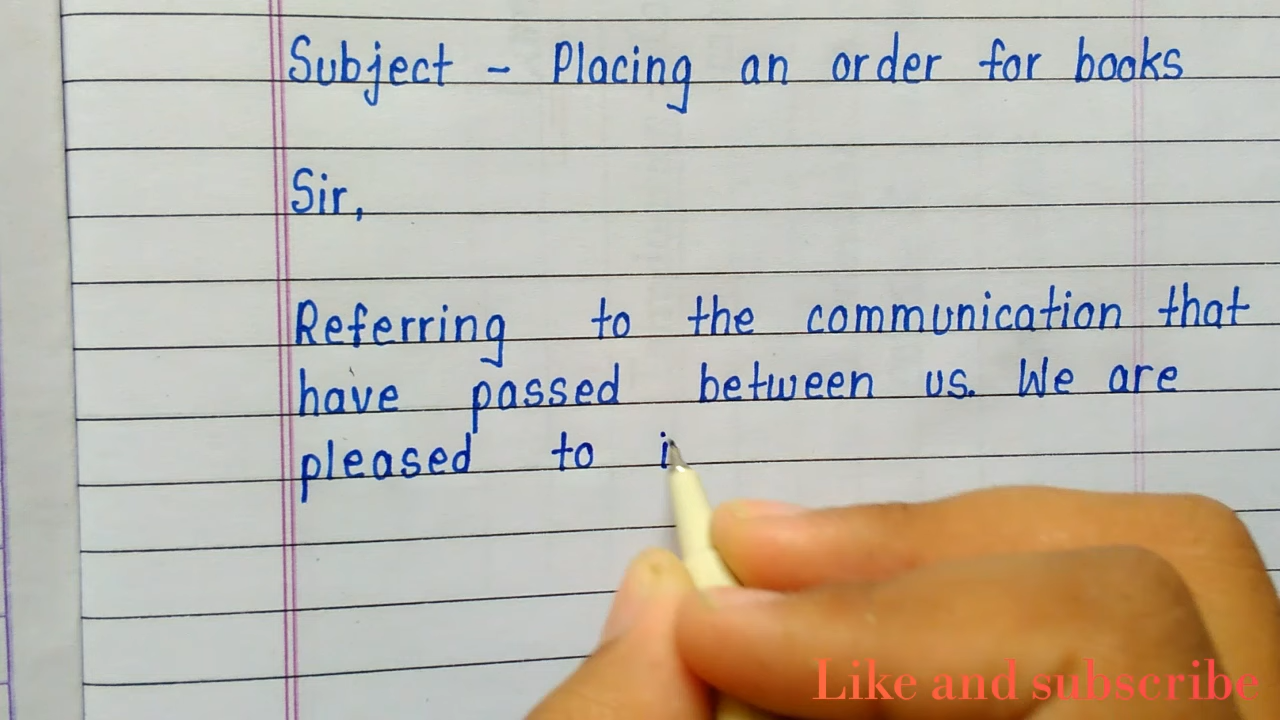 Subject - Placing an order for books
Sir,
Referring to the communication that
have passed between us. We are
pleased to i
Like and subscribe